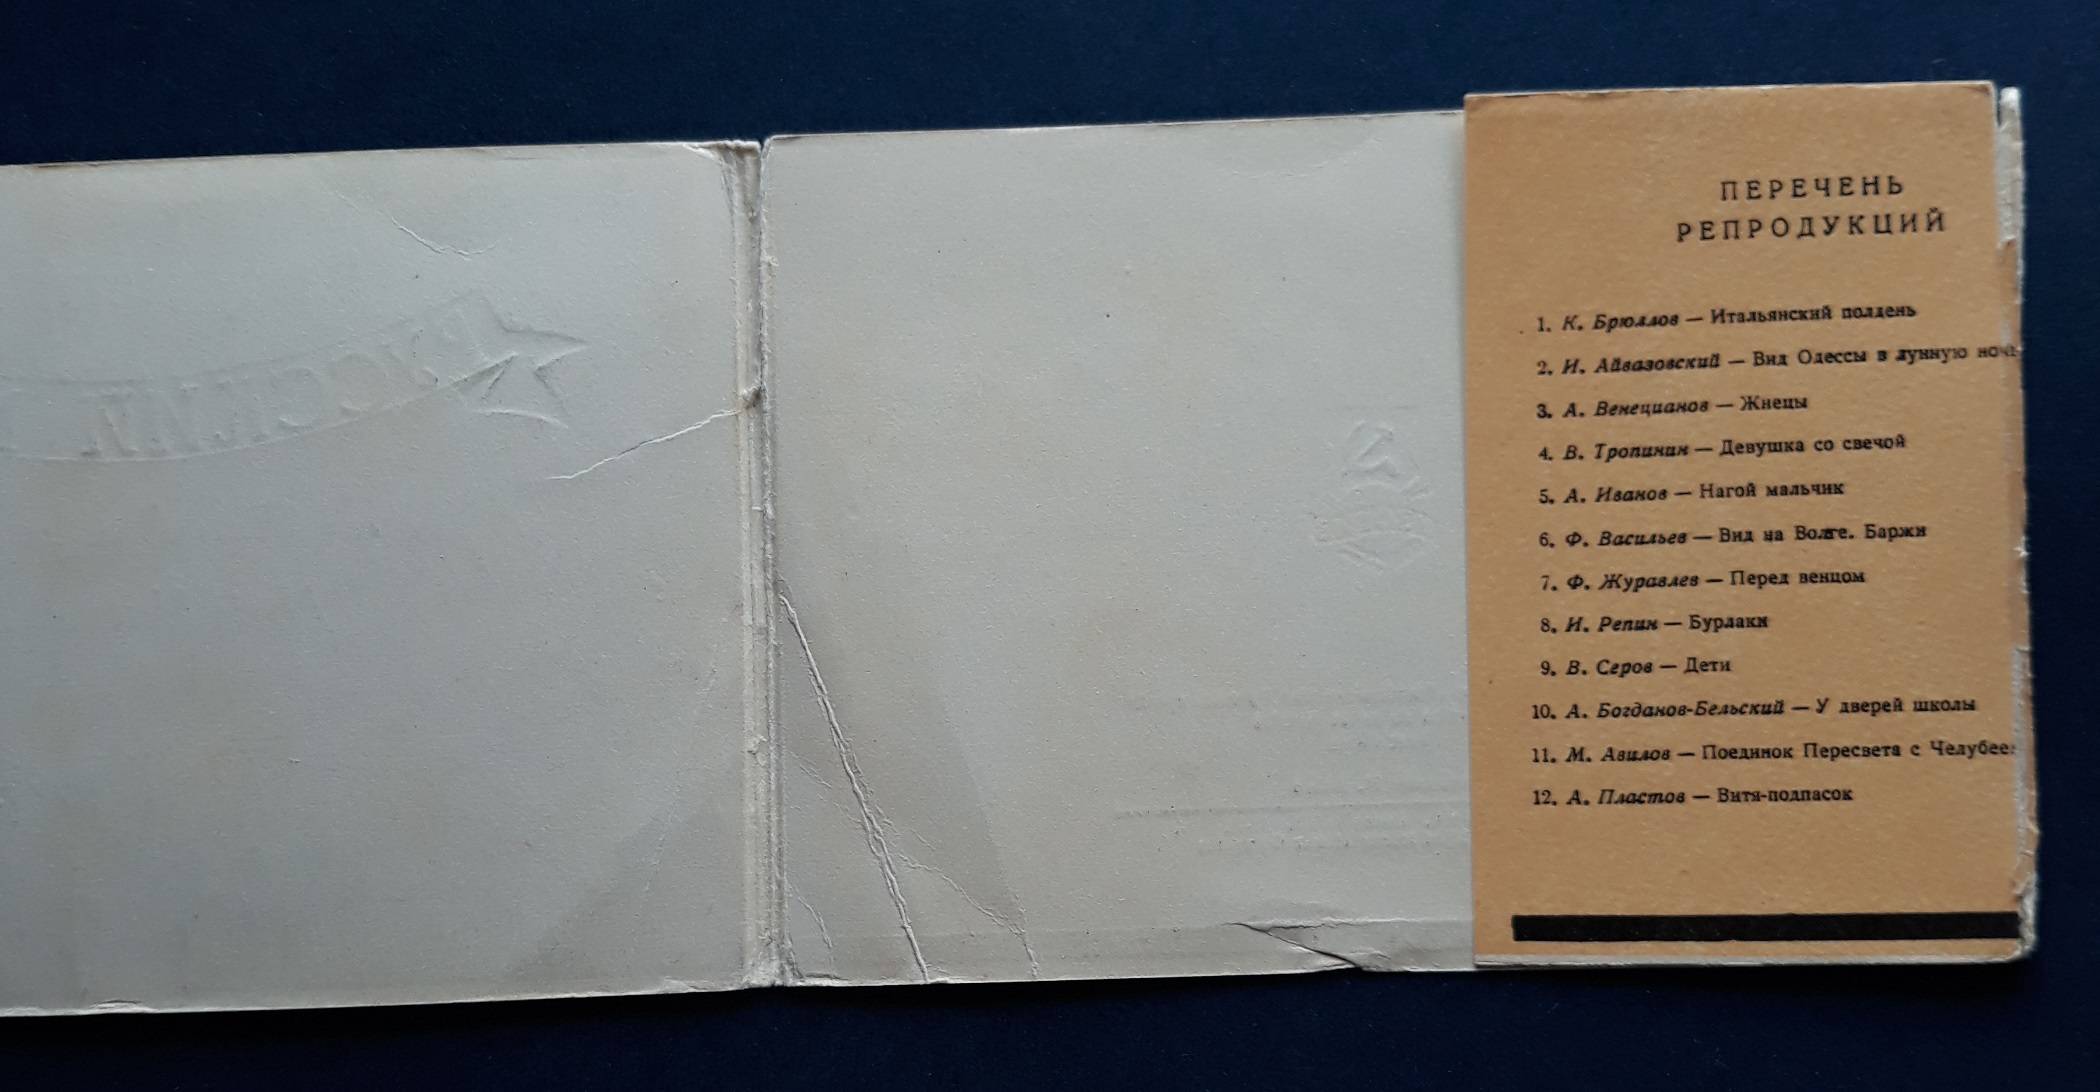 ПЕРЕЧЕНЬ
РЕПРОДУКЦИЙ
1. К. Брюллов — Итальянский полдень
2. И. Айвазовский — Вид Одессы в лунную ночь
3. А. Венецианов — Жнецы
4. В. Тропинин — Девушка со свечой
5. А. Иванов — Нагой мальчик
6. Ф. Васильев — Вид на Волге. Баржи
7. Ф. Журавлев — Перед венцом
8. И. Репин — Бурлаки
9. В. Серов — Дети
10. А. Богданов-Бельский — У дверей школы
11. М. Авилов — Поединок Пересвета с Челубее
12. А. Пластов — Витя-подпасок